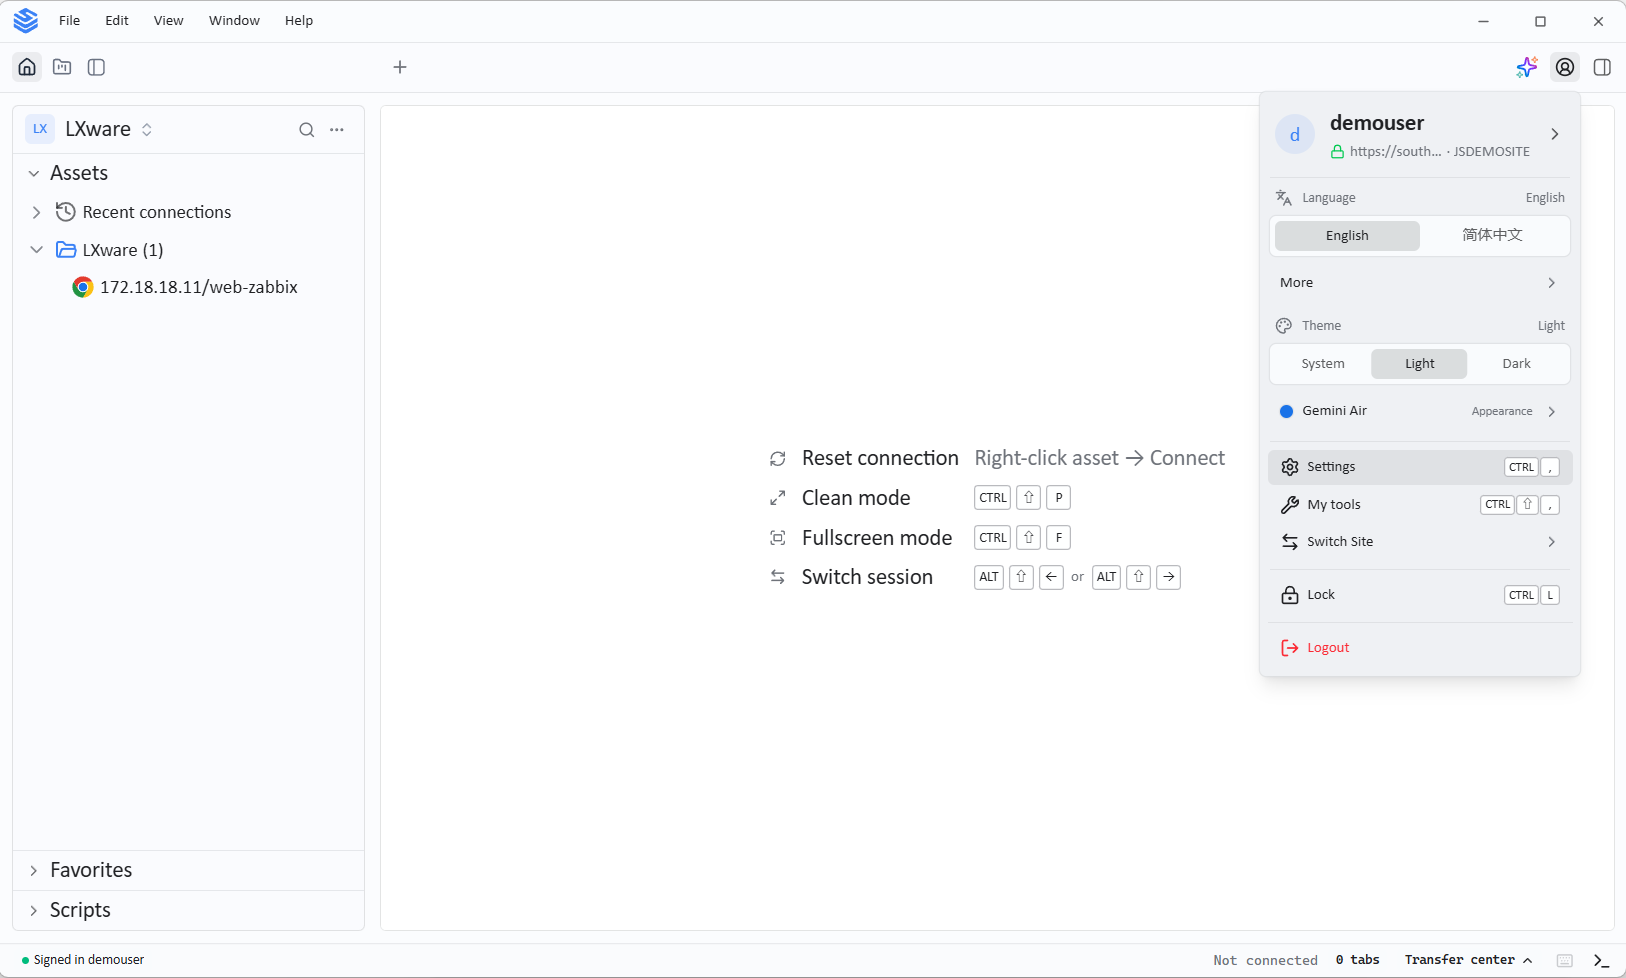 File Edit View Window Help
LX LXware
Assets
Recent connections
LXware (1)
172.18.18.11/web-zabbix
Favorites
Scripts
Reset connection Right-click asset → Connect
Clean mode CTRL ⇧ P
Fullscreen mode CTRL ⇧ F
Switch session ALT ⇧ ← or ALT ⇧ →
d demouser
https://south... · JSDEMOSITE
Language English
English 简体中文
More
Theme Light
System Light Dark
Gemini Air Appearance
Settings CTRL ,
My tools CTRL ⇧ ,
Switch Site
Lock CTRL L
Logout
Signed in demouser Not connected 0 tabs Transfer center